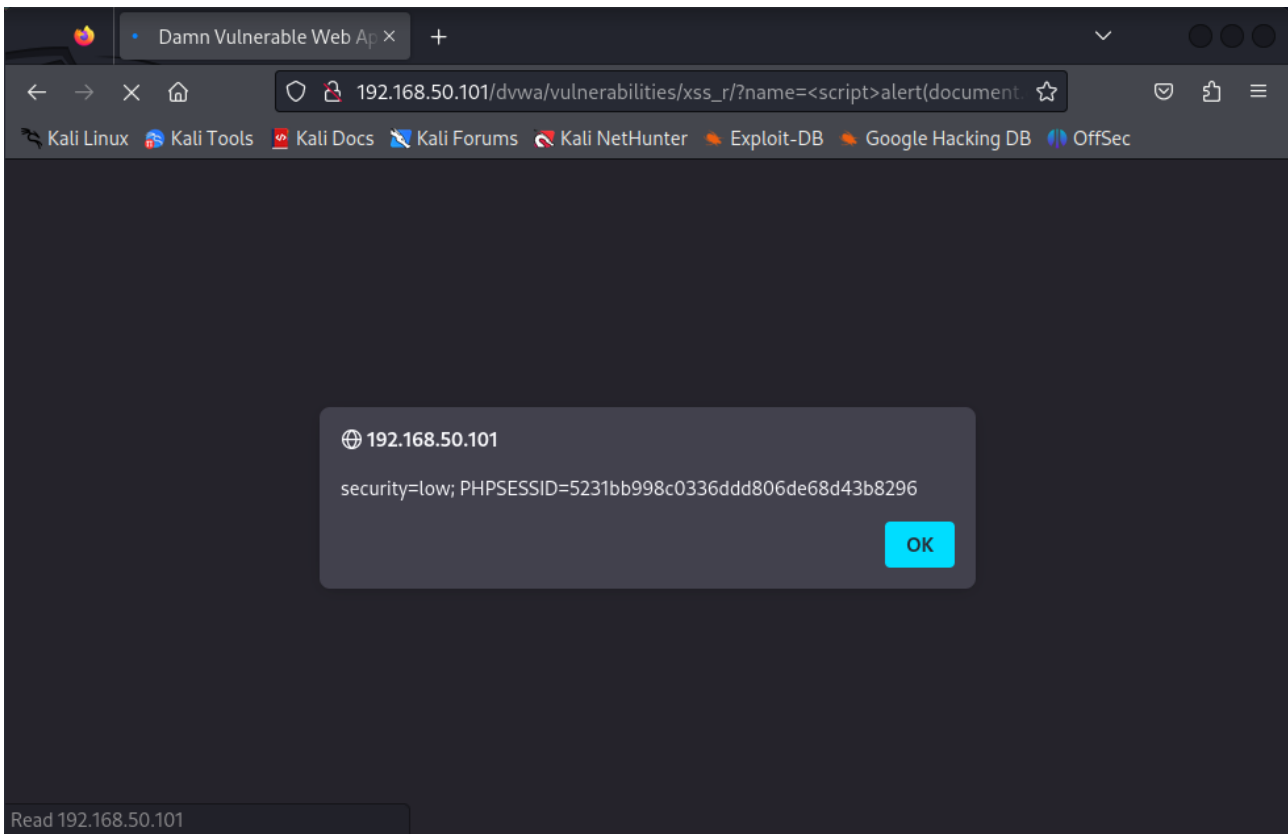 Damn Vulnerable Web Ap
192.168.50.101/dvwa/vulnerabilities/xss_r/?name=<script>alert(document.
Kali Linux Kali Tools Kali Docs Kali Forums Kali NetHunter Exploit-DB Google Hacking DB OffSec
192.168.50.101
security=low; PHPSESSID=5231bb998c0336ddd806de68d43b8296
OK
Read 192.168.50.101